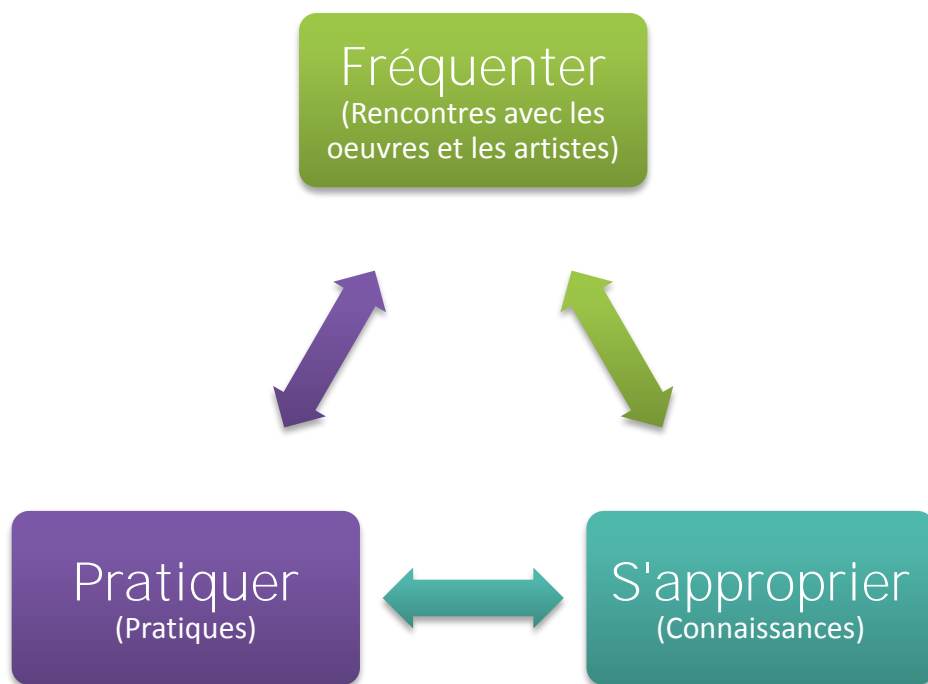 Fréquenter
(Rencontres avec les
oeuvres et les artistes)
Pratiquer
(Pratiques)
S'approprier
(Connaissances)